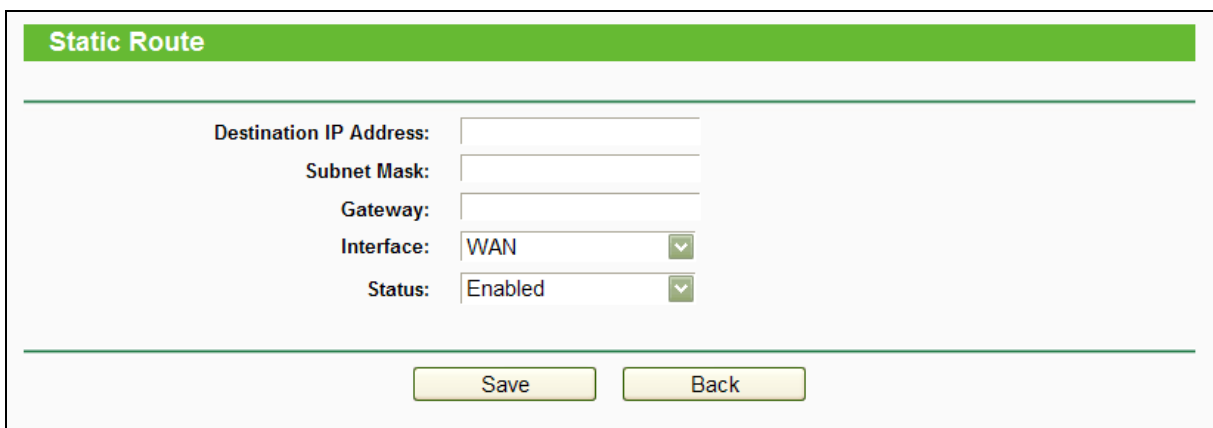 Static Route
Destination IP Address:
Subnet Mask:
Gateway:
Interface: WAN
Status: Enabled
Save Back